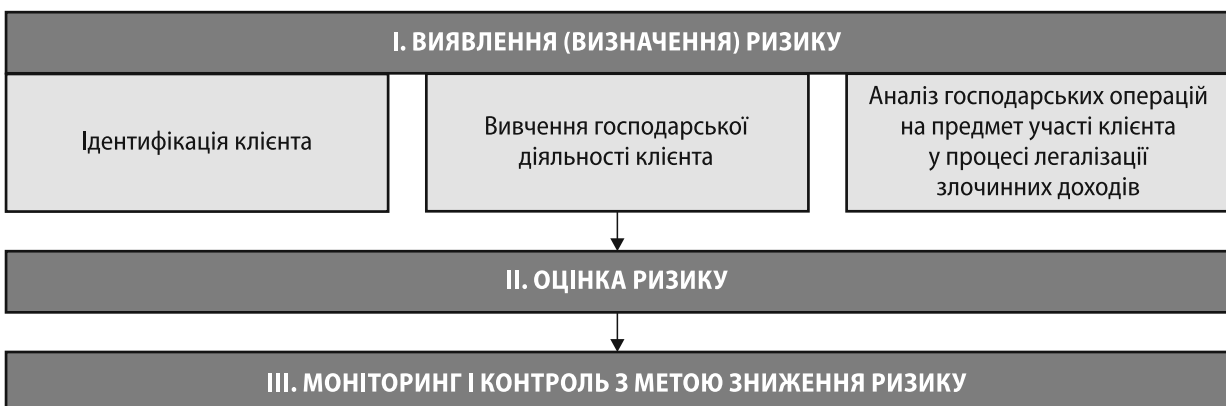 І. ВИЯВЛЕННЯ (ВИЗНАЧЕННЯ) РИЗИКУ
Ідентифікація клієнта
Вивчення господарської
діяльності клієнта
Аналіз господарських операцій
на предмет участі клієнта
у процесі легалізації
злочинних доходів
ІІ. ОЦІНКА РИЗИКУ
ІІІ. МОНІТОРИНГ І КОНТРОЛЬ З МЕТОЮ ЗНИЖЕННЯ РИЗИКУ